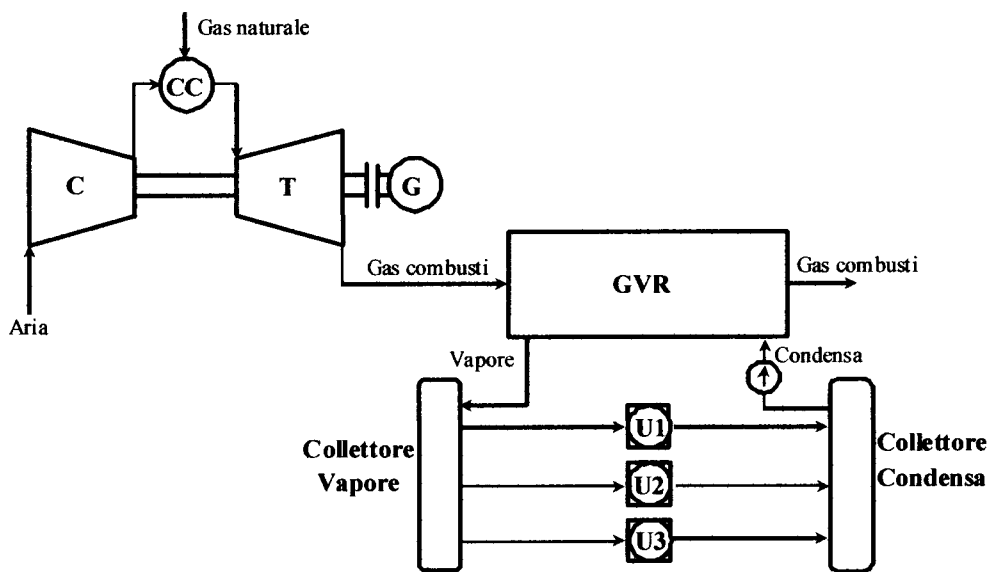 Gas naturale
CC
C
T
G
Gas combusti
GVR
Gas combusti
Aria
Vapore
Condensa
Collettore
Vapore
U1
U2
U3
Collettore
Condensa